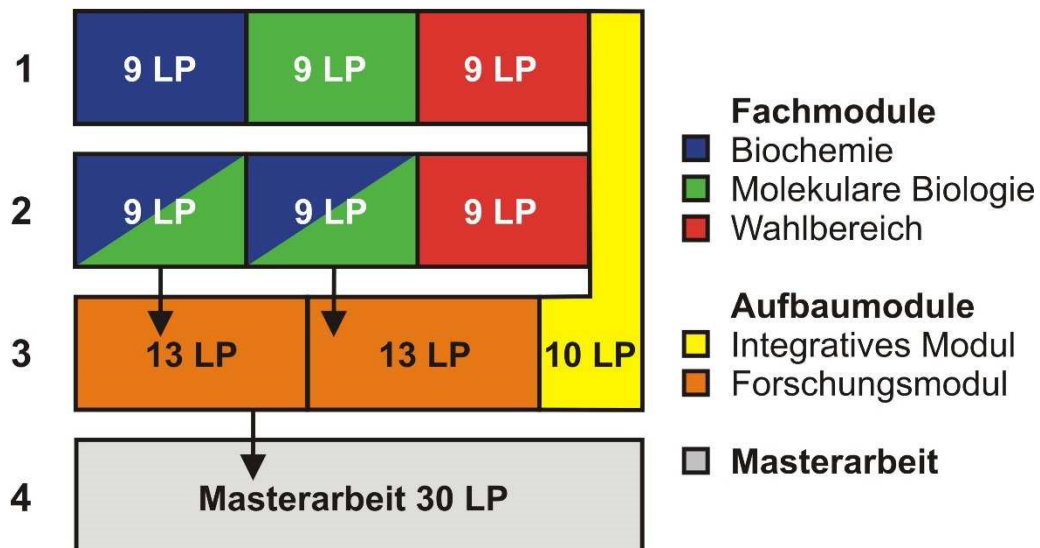 1
9 LP
9 LP
9 LP
2
9 LP
9 LP
9 LP
3
13 LP
13 LP
10 LP
4
Masterarbeit 30 LP
Fachmodule
Biochemie
Molekulare Biologie
Wahlbereich
Aufbaumodule
Integratives Modul
Forschungsmodul
Masterarbeit